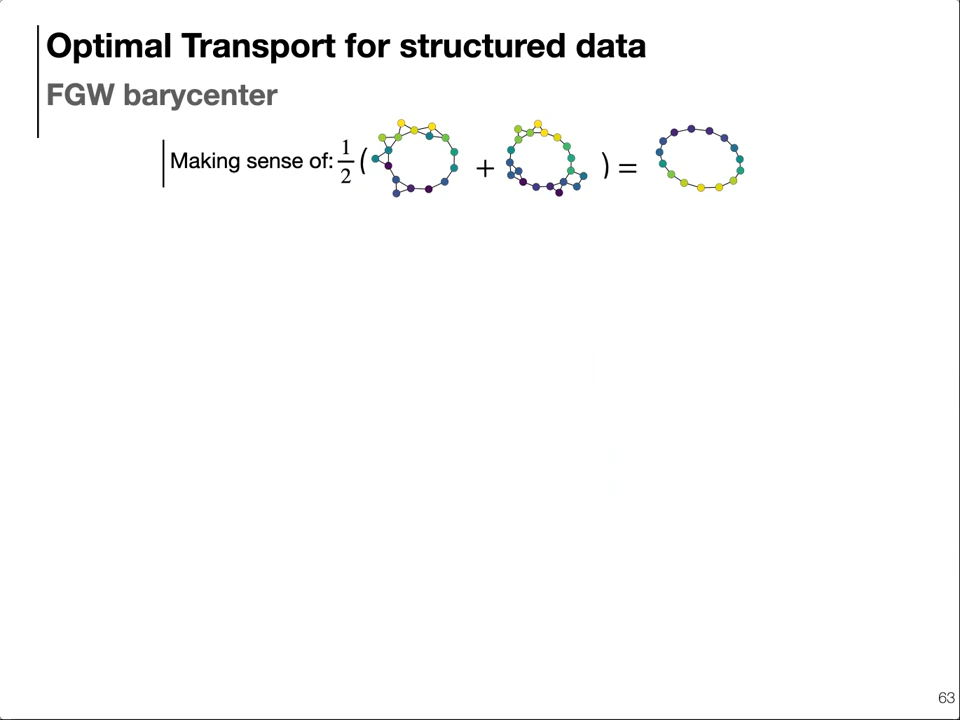 Optimal Transport for structured data
FGW barycenter
Making sense of: 1/2 ( + ) =
63